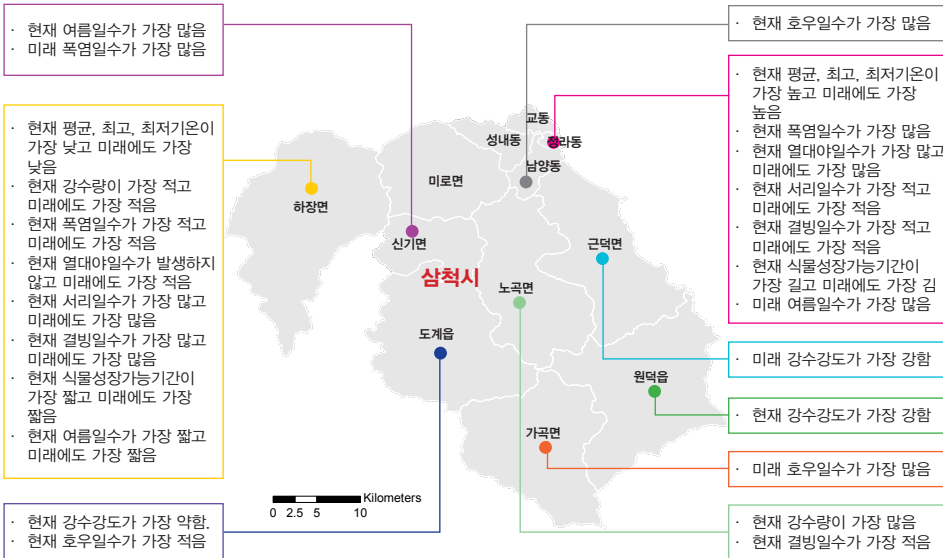 · 현재 여름일수가 가장 많음
· 미래 폭염일수가 가장 많음
· 현재 평균, 최고, 최저기온이
가장 낮고 미래에도 가장
낮음
· 현재 강수량이 가장 적고
미래에도 가장 적음
· 현재 폭염일수가 가장 적고
미래에도 가장 적음
· 현재 열대야일수가 발생하지
않고 미래에도 가장 적음
· 현재 서리일수가 가장 많고
미래에도 가장 많음
· 현재 결빙일수가 가장 많고
미래에도 가장 많음
· 현재 식물성장가능기간이
가장 짧고 미래에도 가장
짧음
· 현재 여름일수가 가장 짧고
미래에도 가장 짧음
· 현재 강수강도가 가장 약함.
· 현재 호우일수가 가장 적음
교동
성내동
정라동
남양동
미로면
하장면
신기면
근덕면
삼척시
노곡면
도계읍
원덕읍
가곡면
Kilometers
0 2.5 5 10
· 현재 호우일수가 가장 많음
· 현재 평균, 최고, 최저기온이
가장 높고 미래에도 가장
높음
· 현재 폭염일수가 가장 많음
· 현재 열대야일수가 가장 많고
미래에도 가장 많음
· 현재 서리일수가 가장 적고
미래에도 가장 적음
· 현재 결빙일수가 가장 적고
미래에도 가장 적음
· 현재 식물성장가능기간이
가장 길고 미래에도 가장 김
· 미래 여름일수가 가장 많음
· 미래 강수강도가 가장 강함
· 현재 강수강도가 가장 강함
· 미래 호우일수가 가장 많음
· 현재 강수량이 가장 많음
· 현재 결빙일수가 가장 적음